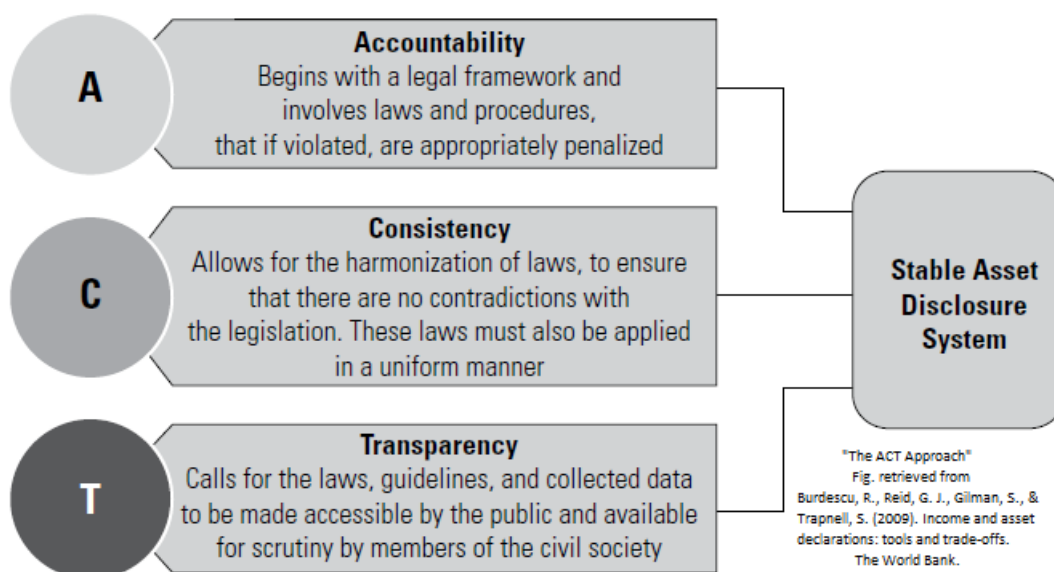 A
Accountability
Begins with a legal framework and
involves laws and procedures,
that if violated, are appropriately penalized
C
Consistency
Allows for the harmonization of laws, to ensure
that there are no contradictions with
the legislation. These laws must also be applied
in a uniform manner
T
Transparency
Calls for the laws, guidelines, and collected data
to be made accessible by the public and available
for scrutiny by members of the civil society
Stable Asset
Disclosure
System
"The ACT Approach"
Fig. retrieved from
Burdescu, R., Reid, G. J., Gilman, S., &
Trapnell, S. (2009). Income and asset
declarations: tools and trade-offs.
The World Bank.